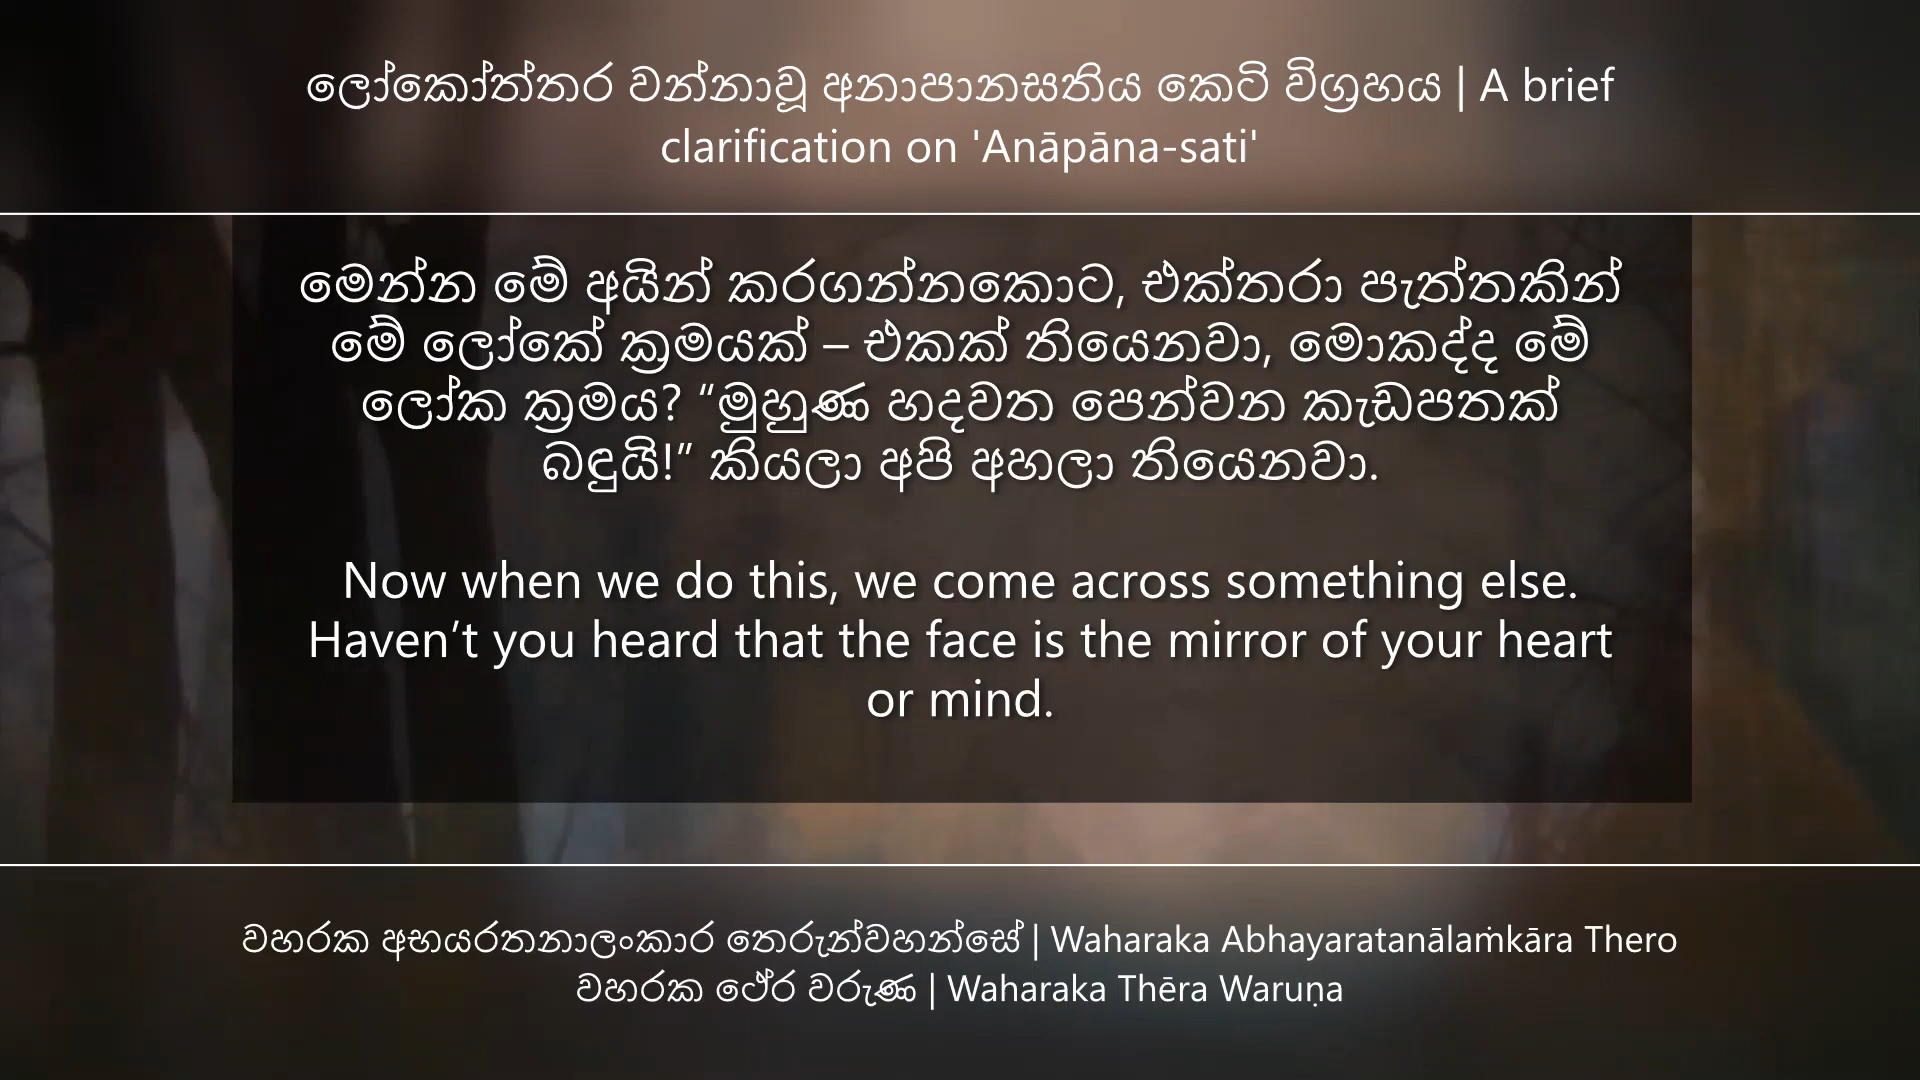 ලෝකෝත්තර වන්නාවූ අනාපානසතිය කෙටි විග්‍රහය | A brief
clarification on 'Anāpāna-sati'
මෙන්න මේ අයින් කරගන්නකොට, එක්තරා පැත්තකින්
මේ ලෝකේ ක්‍රමයක් – එකක් තියෙනවා, මොකද්ද මේ
ලෝක ක්‍රමය? “මුහුණ හදවත පෙන්වන කැඩපතක්
බඳුයි!” කියලා අපි අහලා තියෙනවා.
Now when we do this, we come across something else.
Haven’t you heard that the face is the mirror of your heart
or mind.
වහරක අභයරතනාලංකාර තෙරුන්වහන්සේ | Waharaka Abhayaratanālaṁkāra Thero
වහරක ථේර වරුණ | Waharaka Thēra Waruṇa